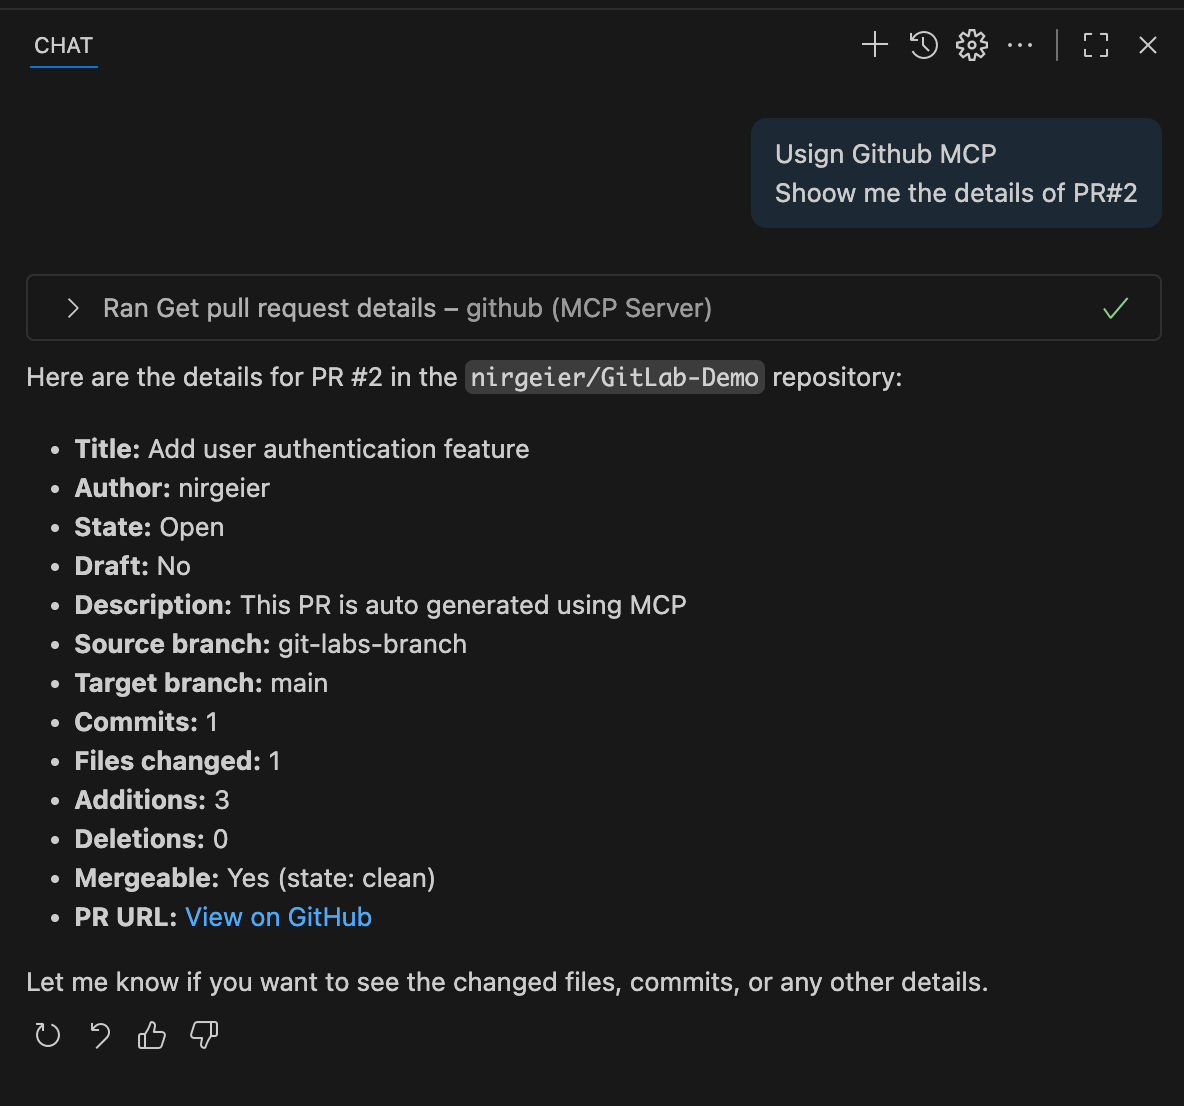 CHAT
Usign Github MCP
Shoow me the details of PR#2
Ran Get pull request details – github (MCP Server)
Here are the details for PR #2 in the nirgeier/GitLab-Demo repository:
• Title: Add user authentication feature
• Author: nirgeier
• State: Open
• Draft: No
• Description: This PR is auto generated using MCP
• Source branch: git-labs-branch
• Target branch: main
• Commits: 1
• Files changed: 1
• Additions: 3
• Deletions: 0
• Mergeable: Yes (state: clean)
• PR URL: View on GitHub
Let me know if you want to see the changed files, commits, or any other details.